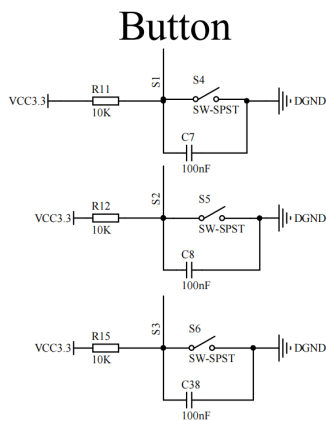 Button
S1
R11
S4
VCC3.3
DGND
10K
SW-SPST
C7
100nF
S2
R12
S5
VCC3.3
DGND
10K
SW-SPST
C8
100nF
S3
R15
S6
VCC3.3
DGND
10K
SW-SPST
C38
100nF